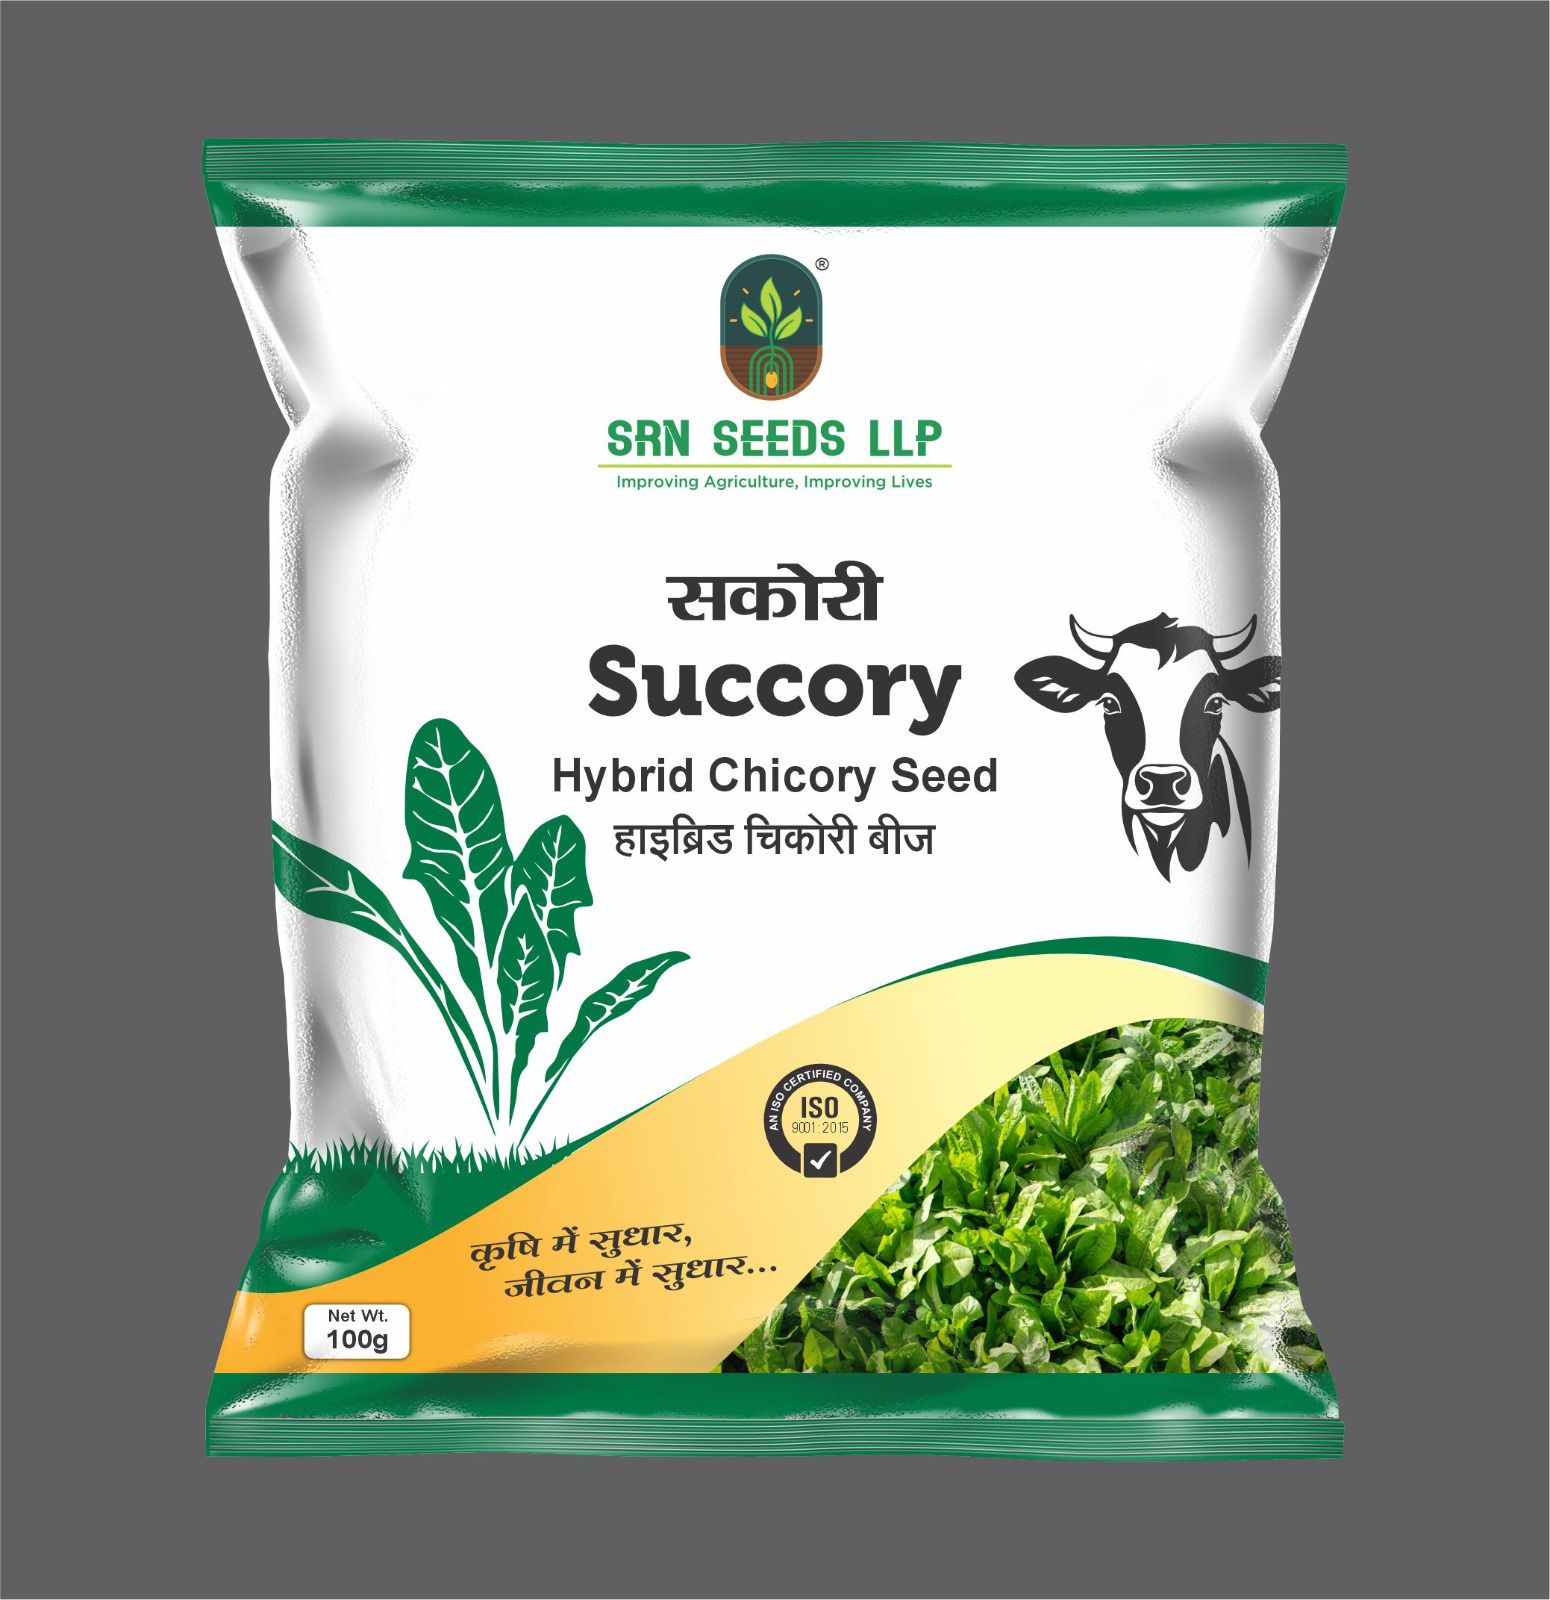 ®
SRN SEEDS LLP
Improving Agriculture, Improving Lives
सकोरी
Succory
Hybrid Chicory Seed
हाइब्रिड चिकोरी बीज
AN ISO CERTIFIED COMPANY
ISO
9001:2015
कृषि में सुधार,
जीवन में सुधार...
Net Wt.
100g